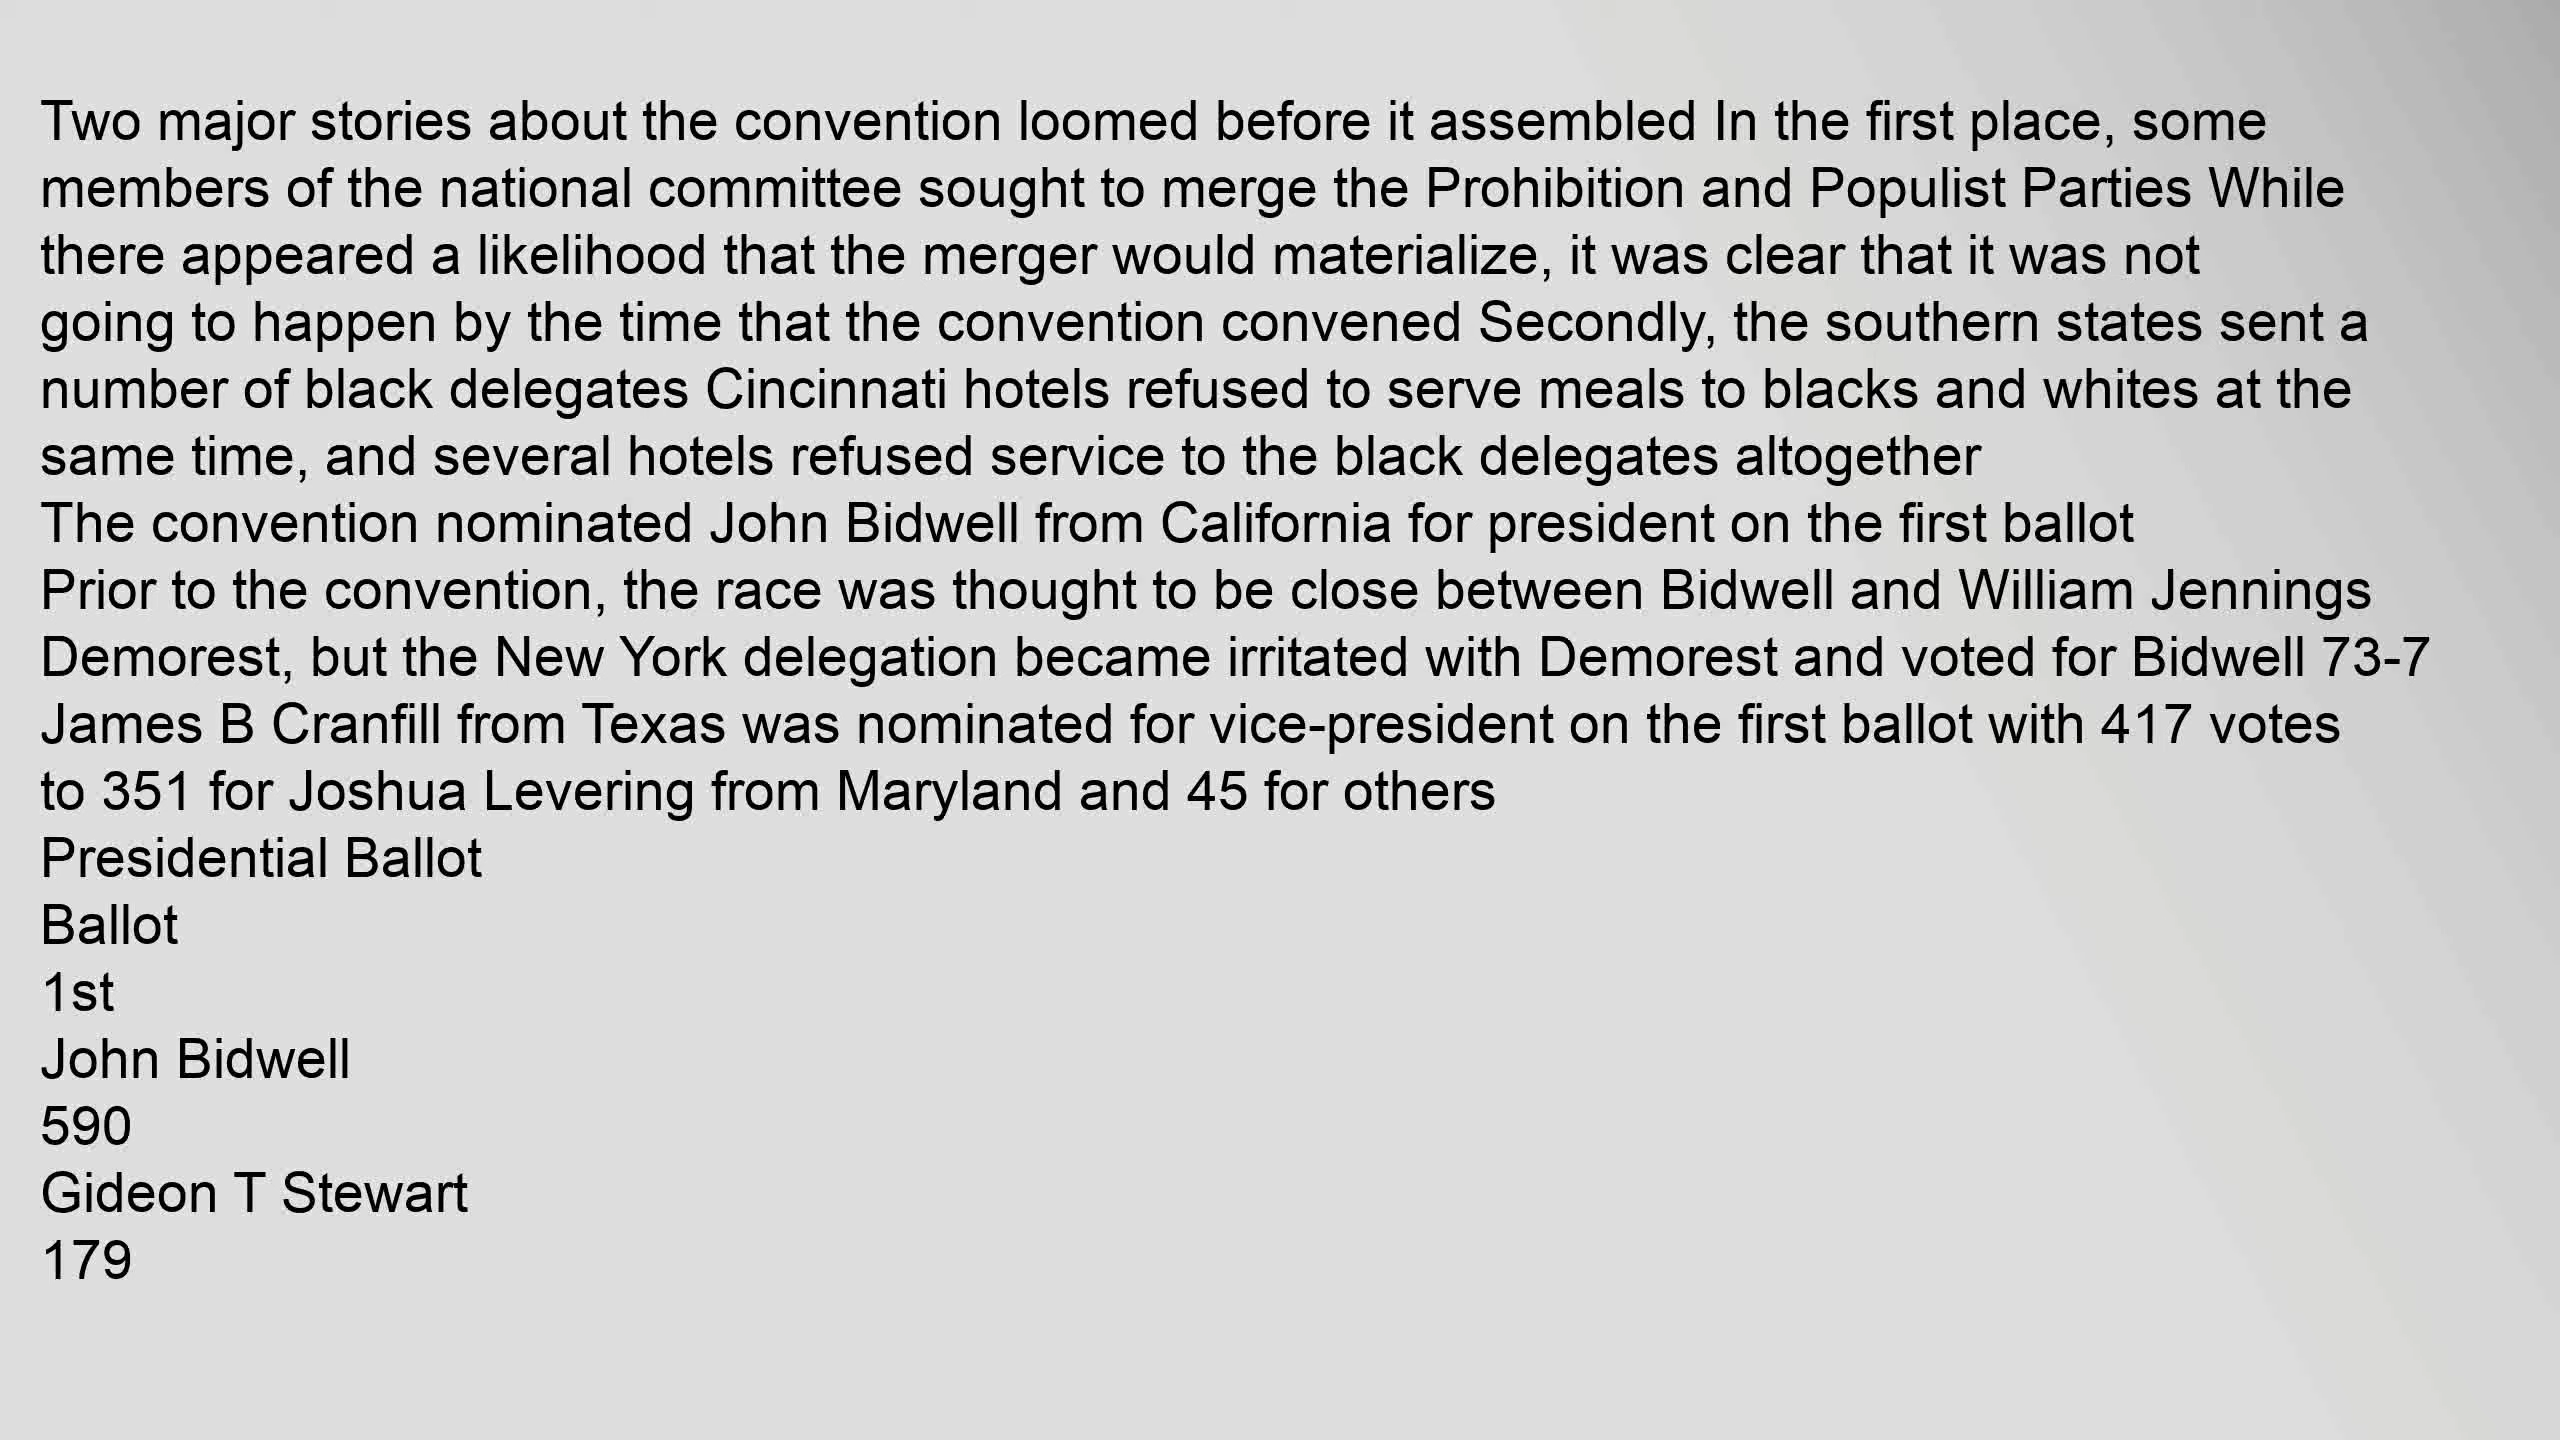 Two major stories about the convention loomed before it assembled In the first place, some
members of the national committee sought to merge the Prohibition and Populist Parties While
there appeared a likelihood that the merger would materialize, it was clear that it was not
going to happen by the time that the convention convened Secondly, the southern states sent a
number of black delegates Cincinnati hotels refused to serve meals to blacks and whites at the
same time, and several hotels refused service to the black delegates altogether
The convention nominated John Bidwell from California for president on the first ballot
Prior to the convention, the race was thought to be close between Bidwell and William Jennings
Demorest, but the New York delegation became irritated with Demorest and voted for Bidwell 73-7
James B Cranfill from Texas was nominated for vice-president on the first ballot with 417 votes
to 351 for Joshua Levering from Maryland and 45 for others
Presidential Ballot
Ballot
1st
John Bidwell
590
Gideon T Stewart
179